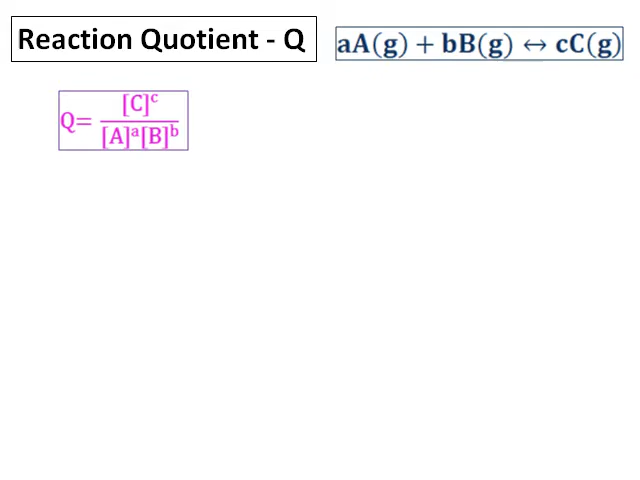 Reaction Quotient - Q
aA(g) + bB(g) ↔ cC(g)
Q= [C]ᶜ
[A]ᵃ[B]ᵇ